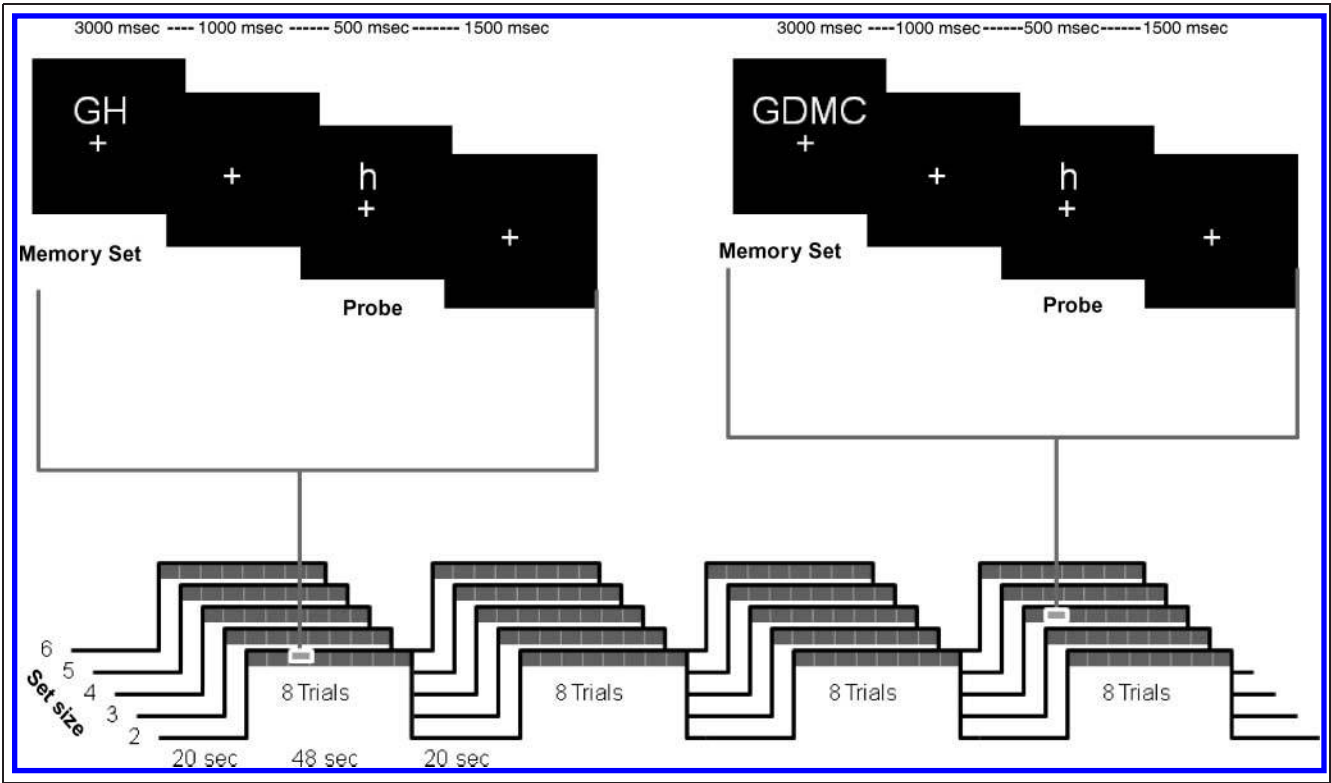 3000 msec ---- 1000 msec ------ 500 msec ------- 1500 msec
3000 msec ----1000 msec ------500 msec------ 1500 msec
GH
+
+
h
+
+
Memory Set
Probe
GDMC
+
+
h
+
+
Memory Set
Probe
6
5
4
3
2
Set size
8 Trials
8 Trials
8 Trials
8 Trials
20 sec
48 sec
20 sec